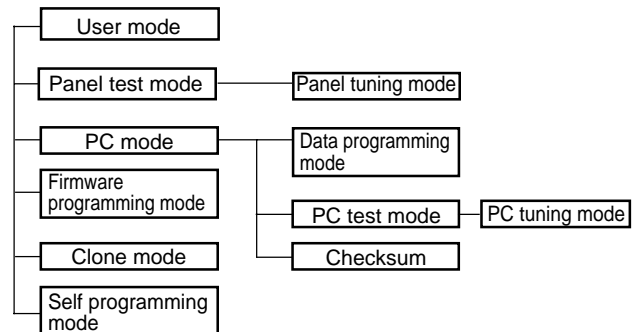 User mode
Panel test mode
Panel tuning mode
PC mode
Data programming
mode
Firmware
programming mode
PC test mode
PC tuning mode
Clone mode
Checksum
Self programming
mode